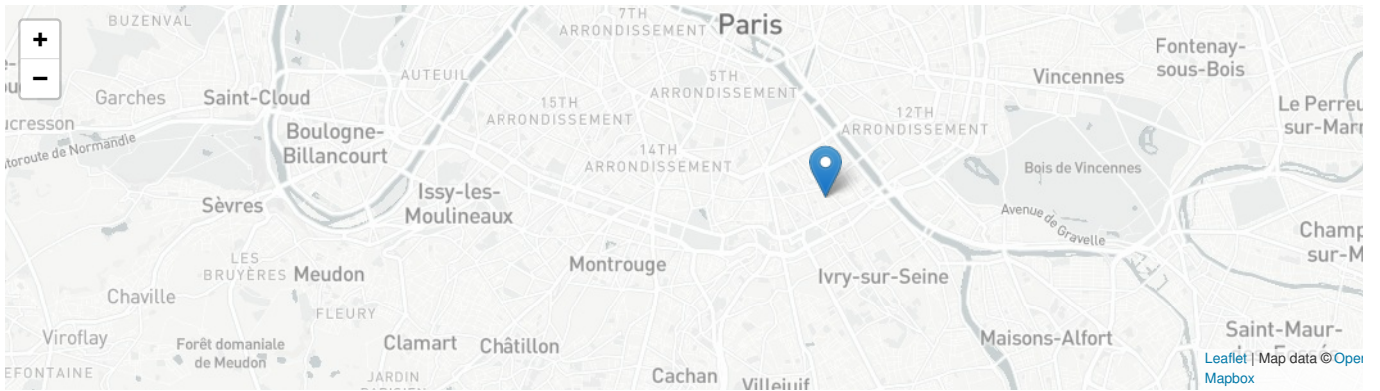 BUZENVAL
7TH
ARRONDISSEMENT
Paris
+
−
Fontenay-
sous-Bois
AUTEUIL
5TH
ARRONDISSEMENT
Vincennes
Garches
Saint-Cloud
15TH
ARRONDISSEMENT
12TH
ARRONDISSEMENT
Le Perreu
sur-Marr
ucresson
Boulogne-
Billancourt
toroute de Normandie
14TH
ARRONDISSEMENT
Bois de Vincennes
Issy-les-
Moulineaux
Sèvres
Avenue de Gravelle
Champ
sur-M
LES
BRUYÈRES
Meudon
Montrouge
Ivry-sur-Seine
Chaville
FLEURY
Viroflay
Forêt domaniale
de Meudon
Clamart
Châtillon
Maisons-Alfort
Saint-Maur-
Leaflet | Map data © Oper
Mapbox
EFONTAINE
JARDIN
Cachan
Villejuif